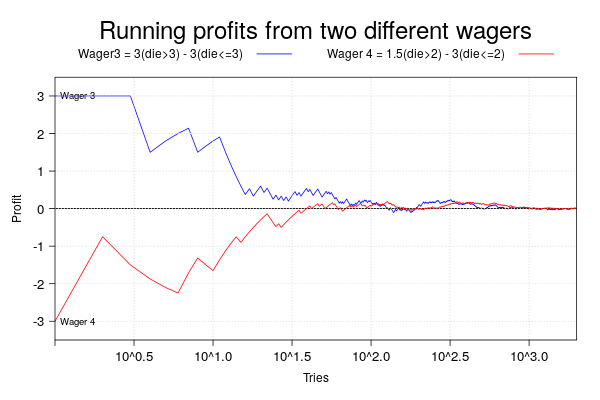 Running profits from two different wagers
Wager3 = 3(die>3) - 3(die<=3) Wager 4 = 1.5(die>2) - 3(die<=2)
3
Wager 3
2
1
0
-1
-2
-3
Wager 4
Profit
10^0.5 10^1.0 10^1.5 10^2.0 10^2.5 10^3.0
Tries